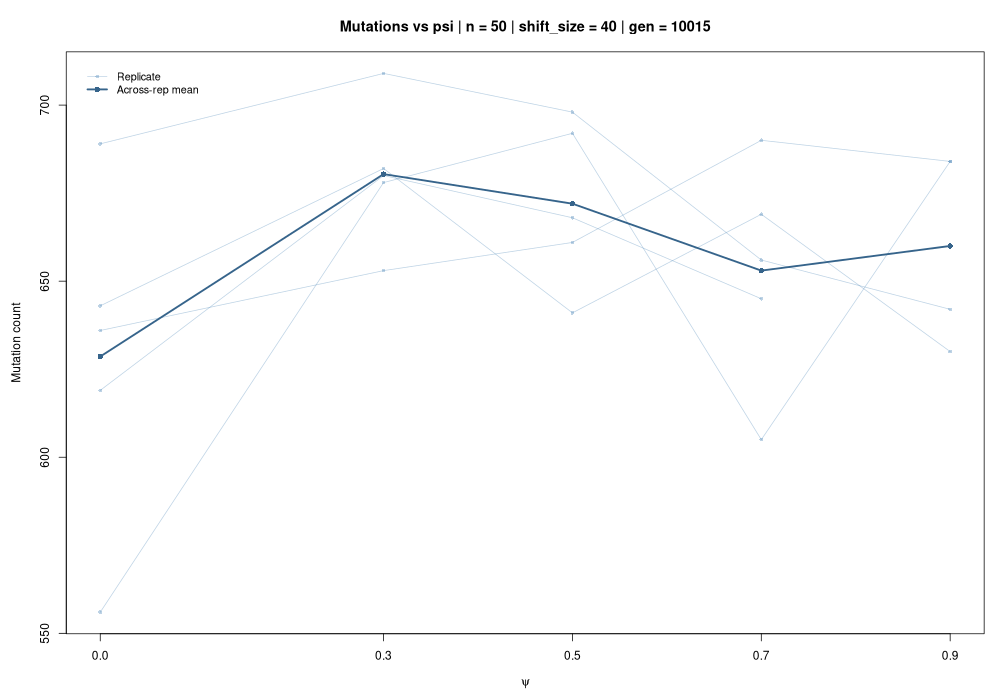 Mutations vs psi | n = 50 | shift_size = 40 | gen = 10015
Replicate
Across-rep mean
Mutation count
700
650
600
550
0.0 0.3 0.5 0.7 0.9
ψ